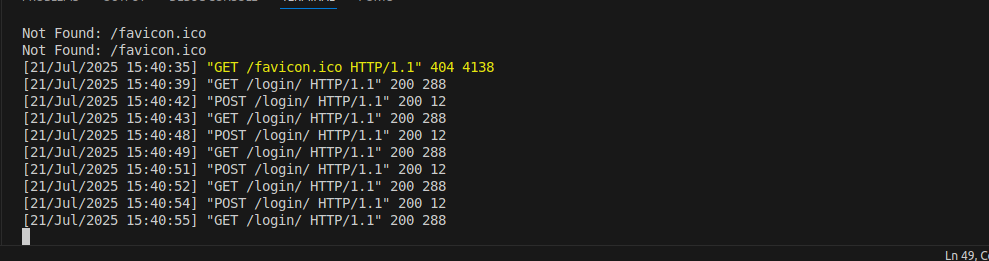 Not Found: /favicon.ico
Not Found: /favicon.ico
[21/Jul/2025 15:40:35] "GET /favicon.ico HTTP/1.1" 404 4138
[21/Jul/2025 15:40:39] "GET /login/ HTTP/1.1" 200 288
[21/Jul/2025 15:40:42] "POST /login/ HTTP/1.1" 200 12
[21/Jul/2025 15:40:43] "GET /login/ HTTP/1.1" 200 288
[21/Jul/2025 15:40:48] "POST /login/ HTTP/1.1" 200 12
[21/Jul/2025 15:40:49] "GET /login/ HTTP/1.1" 200 288
[21/Jul/2025 15:40:51] "POST /login/ HTTP/1.1" 200 12
[21/Jul/2025 15:40:52] "GET /login/ HTTP/1.1" 200 288
[21/Jul/2025 15:40:54] "POST /login/ HTTP/1.1" 200 12
[21/Jul/2025 15:40:55] "GET /login/ HTTP/1.1" 200 288
Ln 49,